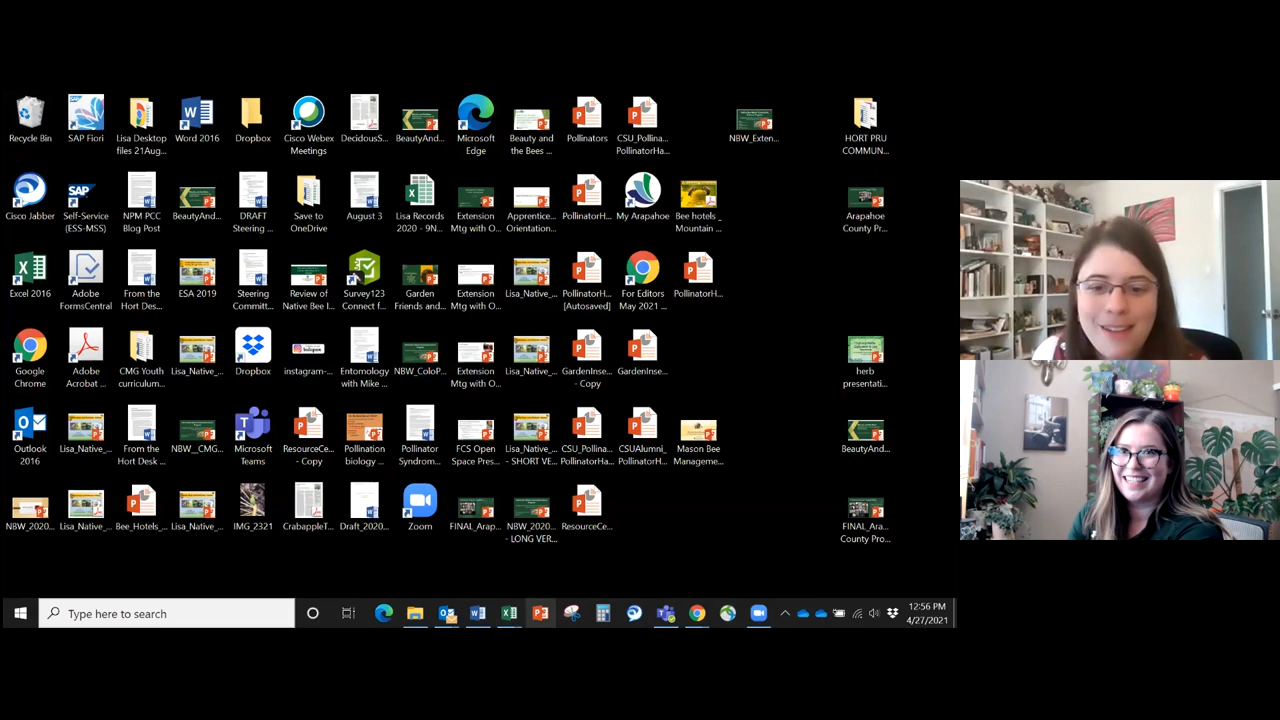 Recycle Bin
SAP Fiori
Lisa Desktop
files 21Aug...
Word 2016
Dropbox
Cisco Webex
Meetings
DecidousS...
BeautyAnd...
Microsoft
Edge
Beauty and
the Bees ...
Pollinators
CSU_Pollina...
PollinatorHa...
NBW_Exten...
HORT PRU
COMMUN...
Cisco Jabber
Self-Service
(ESS-MSS)
NPM PCC
Blog Post
BeautyAnd...
DRAFT
Steering ...
Save to
OneDrive
August 3
Lisa Records
2020 - 9N...
Extension
Mtg with O...
Apprentice...
Orientation...
PollinatorH...
My Arapahoe
Bee hotels _
Mountain ...
Arapahoe
County Pr...
Excel 2016
Adobe
FormsCentral
From the
Hort Des...
ESA 2019
Steering
Committ...
Review of
Native Bee I...
Survey123
Connect f...
Garden
Friends and...
Extension
Mtg with O...
Lisa_Native_...
PollinatorH...
[Autosaved]
For Editors
May 2021 ...
PollinatorH...
Google
Chrome
Adobe
Acrobat ...
CMG Youth
curriculum...
Lisa_Native_...
Dropbox
instagram-...
Entomology
with Mike ...
NBW_ColoP...
Extension
Mtg with O...
Lisa_Native_...
GardenInse...
- Copy
GardenInse...
herb
presentati...
Outlook
2016
Lisa_Native_...
From the
Hort Desk ...
NBW__CMG...
Microsoft
Teams
ResourceCe...
- Copy
Pollination
biology ...
Pollinator
Syndrom...
FCS Open
Space Pres...
Lisa_Native_...
- SHORT VE...
CSU_Pollina...
PollinatorHa...
CSUAlumni_
PollinatorH...
Mason Bee
Manageme...
BeautyAnd...
NBW_2020...
Lisa_Native_...
Bee_Hotels_...
Lisa_Native_...
IMG_2321
CrabappleT...
Draft_2020...
Zoom
FINAL_Arap...
NBW_2020...
- LONG VER...
ResourceCe...
FINAL_Ara...
County Pro...
Type here to search
12:56 PM
4/27/2021